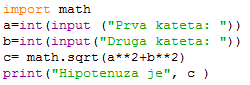 import math
a=int(input ("Prva kateta: "))
b=int(input("Druga kateta: "))
c= math.sqrt(a**2+b**2)
print("Hipotenuza je", c )